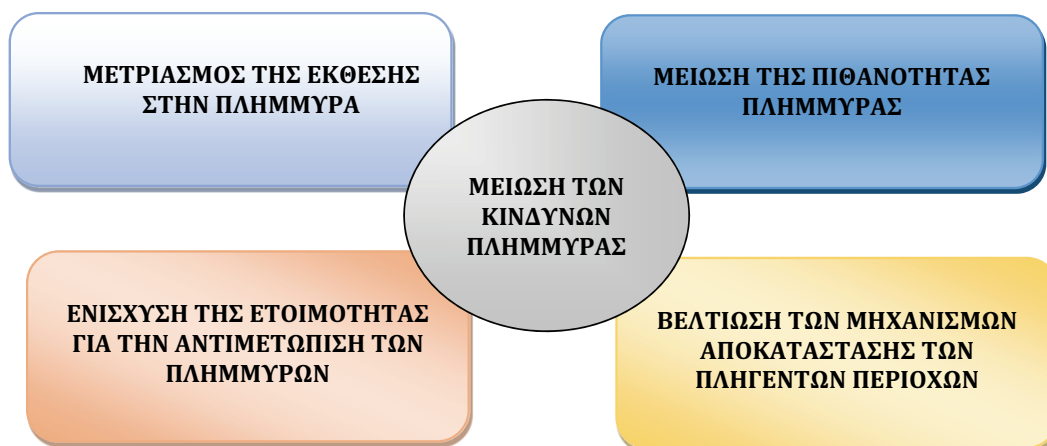 ΜΕΤΡΙΑΣΜΟΣ ΤΗΣ ΕΚΘΕΣΗΣ
ΣΤΗΝ ΠΛΗΜΜΥΡΑ
ΜΕΙΩΣΗ ΤΗΣ ΠΙΘΑΝΟΤΗΤΑΣ
ΠΛΗΜΜΥΡΑΣ
ΜΕΙΩΣΗ ΤΩΝ
ΚΙΝΔΥΝΩΝ
ΠΛΗΜΜΥΡΑΣ
ΕΝΙΣΧΥΣΗ ΤΗΣ ΕΤΟΙΜΟΤΗΤΑΣ
ΓΙΑ ΤΗΝ ΑΝΤΙΜΕΤΩΠΙΣΗ ΤΩΝ
ΠΛΗΜΜΥΡΩΝ
ΒΕΛΤΙΩΣΗ ΤΩΝ ΜΗΧΑΝΙΣΜΩΝ
ΑΠΟΚΑΤΑΣΤΑΣΗΣ ΤΩΝ
ΠΛΗΓΕΝΤΩΝ ΠΕΡΙΟΧΩΝ